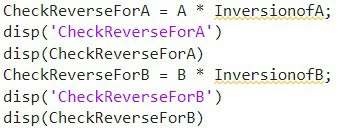 CheckReverseForA = A * InversionofA;
disp('CheckReverseForA')
disp(CheckReverseForA)
CheckReverseForB = B * InversionofB;
disp('CheckReverseForB')
disp(CheckReverseForB)